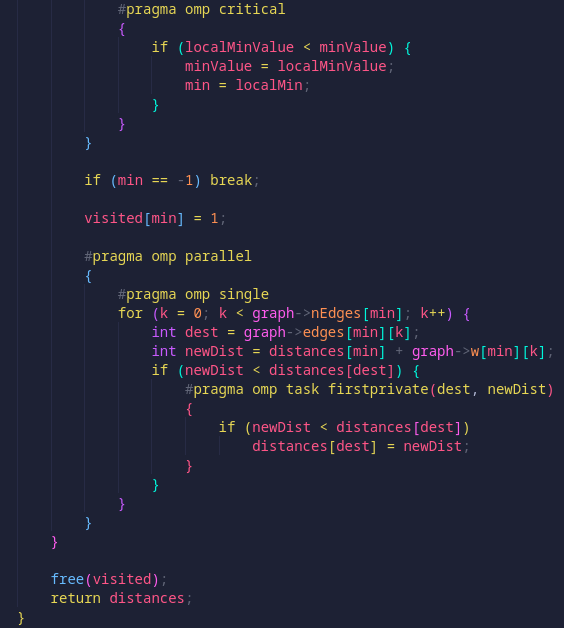 #pragma omp critical
{
if (localMinValue < minValue) {
minValue = localMinValue;
min = localMin;
}
}
}
if (min == -1) break;
visited[min] = 1;
#pragma omp parallel
{
#pragma omp single
for (k = 0; k < graph->nEdges[min]; k++) {
int dest = graph->edges[min][k];
int newDist = distances[min] + graph->w[min][k];
if (newDist < distances[dest]) {
#pragma omp task firstprivate(dest, newDist)
{
if (newDist < distances[dest])
distances[dest] = newDist;
}
}
}
}
}
free(visited);
return distances;
}